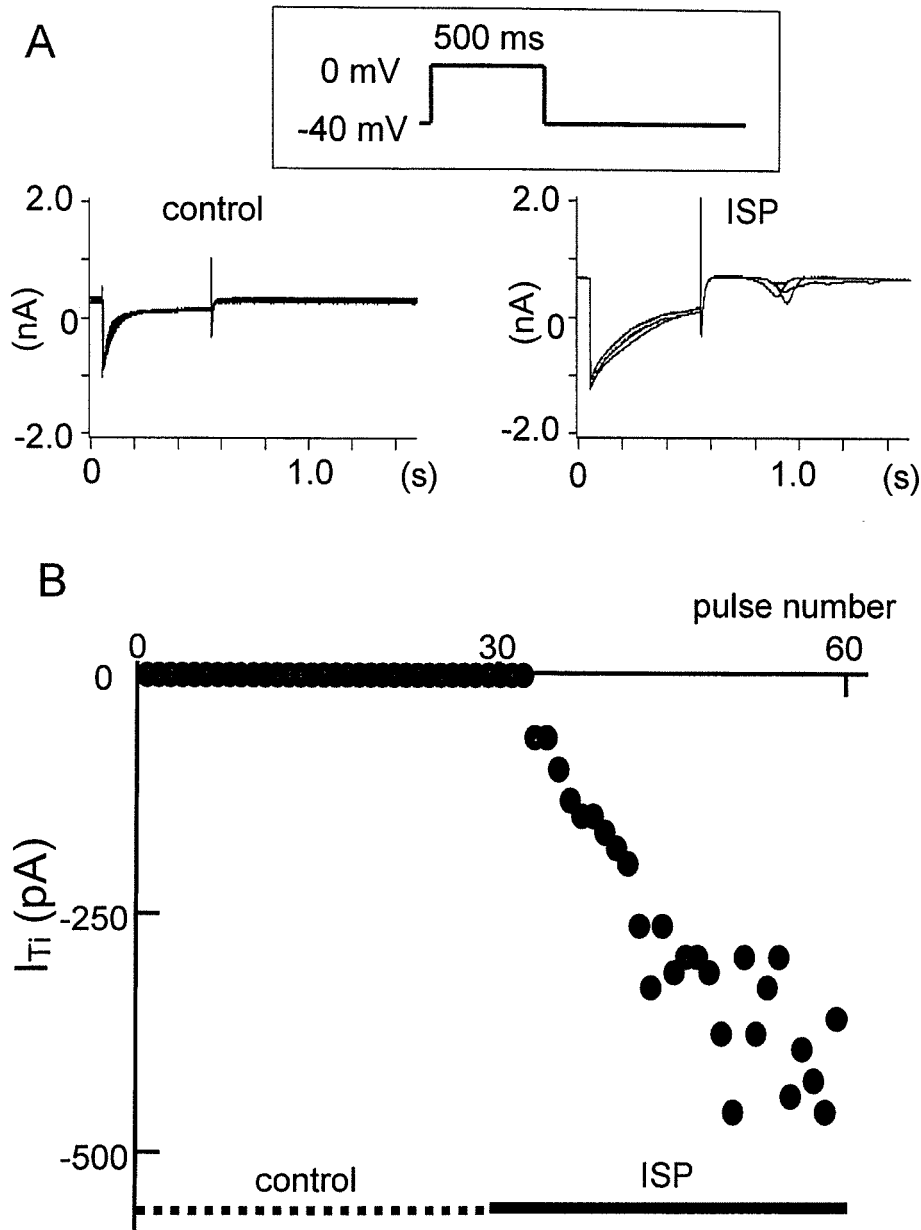 A
500 ms
0 mV
-40 mV
2.0
control
(nA)
0
-2.0
0
1.0
(s)
2.0
ISP
(nA)
0
-2.0
0
1.0
(s)
B
pulse number
0
30
60
0
ITi (pA)
-250
-500
control
ISP